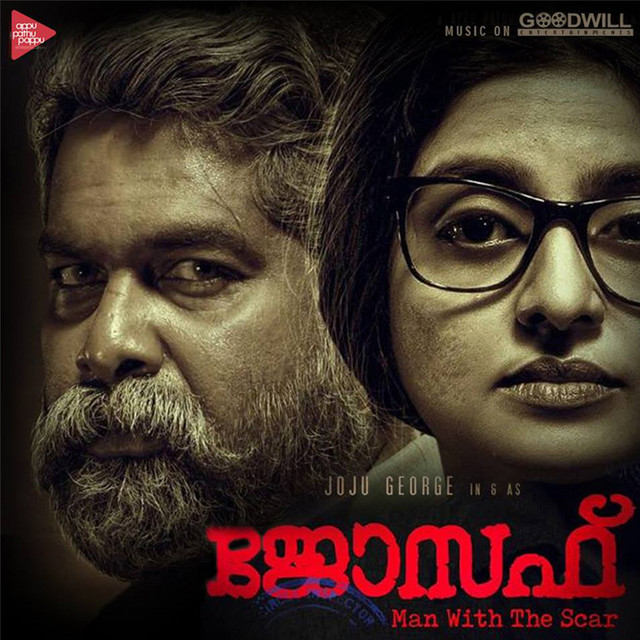 appu
pathu
pappu
MUSIC ON GOODWILL
ENTERTAINMENTS
JOJU GEORGE IN & AS
ജോസഫ്
Man With The Scar